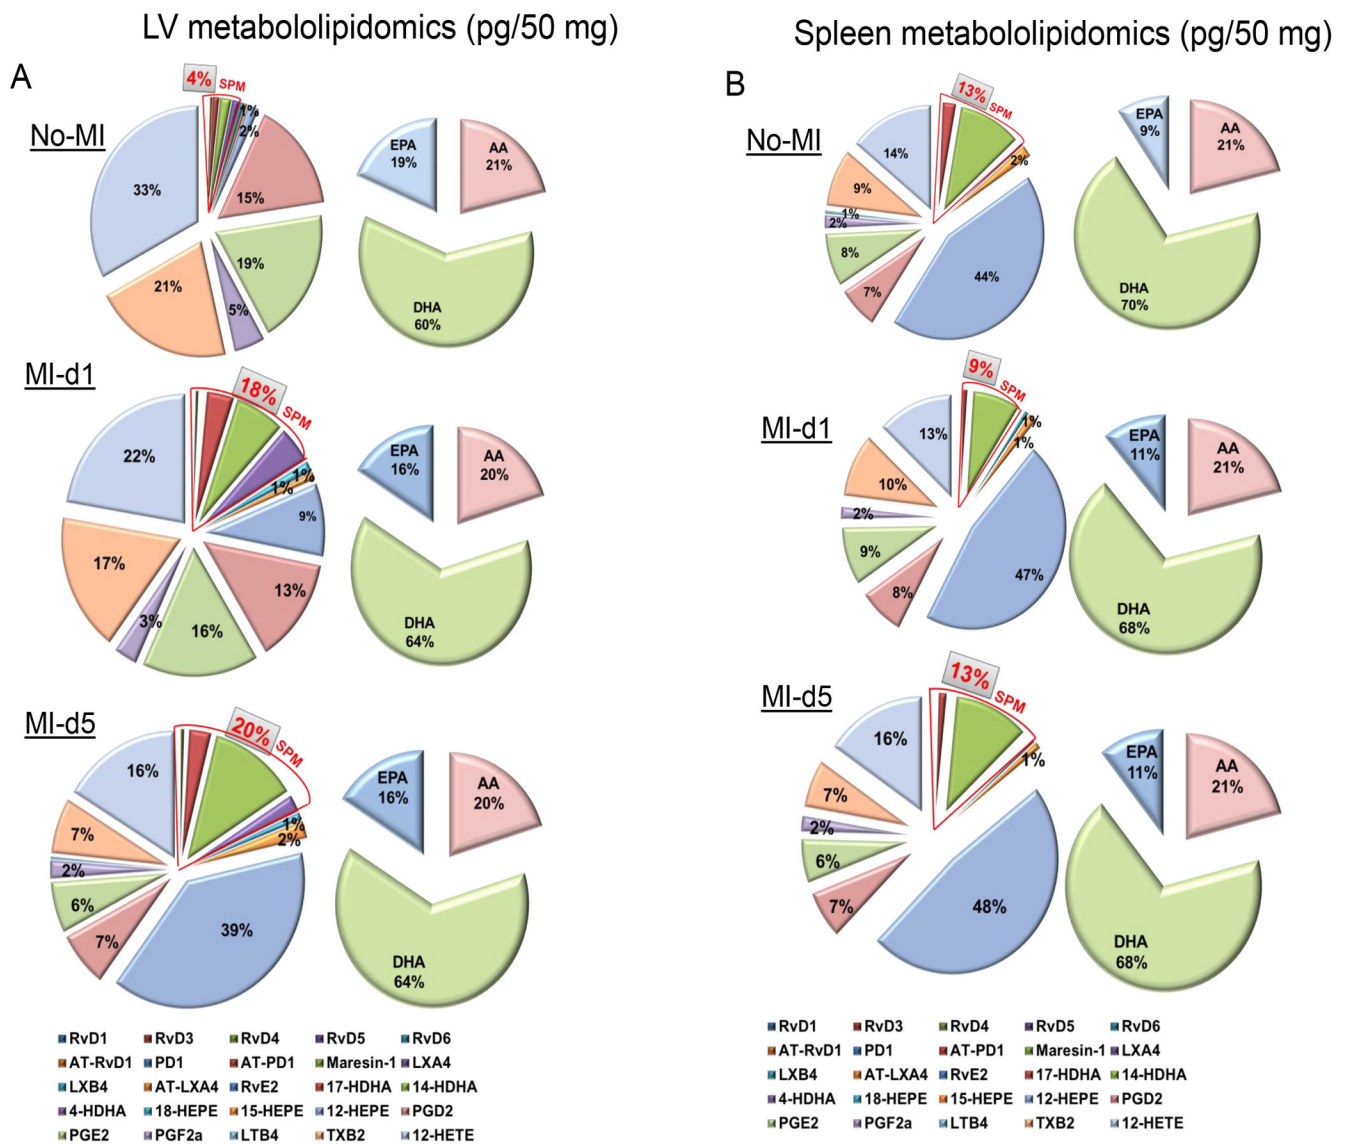 LV metabololipidomics (pg/50 mg)
Spleen metabololipidomics (pg/50 mg)
A
No-MI
4%
SPM
1%
2%
15%
19%
5%
21%
33%
EPA
19%
AA
21%
DHA
60%
MI-d1
18%
SPM
1%
1%
9%
13%
16%
3%
17%
22%
EPA
16%
AA
20%
DHA
64%
MI-d5
20%
SPM
1%
2%
39%
7%
6%
2%
7%
16%
EPA
16%
AA
20%
DHA
64%
RvD1 RvD3 RvD4 RvD5 RvD6
AT-RvD1 PD1 AT-PD1 Maresin-1 LXA4
LXB4 AT-LXA4 RvE2 17-HDHA 14-HDHA
4-HDHA 18-HEPE 15-HEPE 12-HEPE PGD2
PGE2 PGF2a LTB4 TXB2 12-HETE
B
No-MI
13%
SPM
2%
44%
7%
8%
2%
1%
9%
14%
EPA
9%
AA
21%
DHA
70%
MI-d1
9%
SPM
1%
1%
47%
8%
9%
2%
10%
13%
EPA
11%
AA
21%
DHA
68%
MI-d5
13%
SPM
1%
48%
7%
6%
2%
7%
16%
EPA
11%
AA
21%
DHA
68%
RvD1 RvD3 RvD4 RvD5 RvD6
AT-RvD1 PD1 AT-PD1 Maresin-1 LXA4
LXB4 AT-LXA4 RvE2 17-HDHA 14-HDHA
4-HDHA 18-HEPE 15-HEPE 12-HEPE PGD2
PGE2 PGF2a LTB4 TXB2 12-HETE